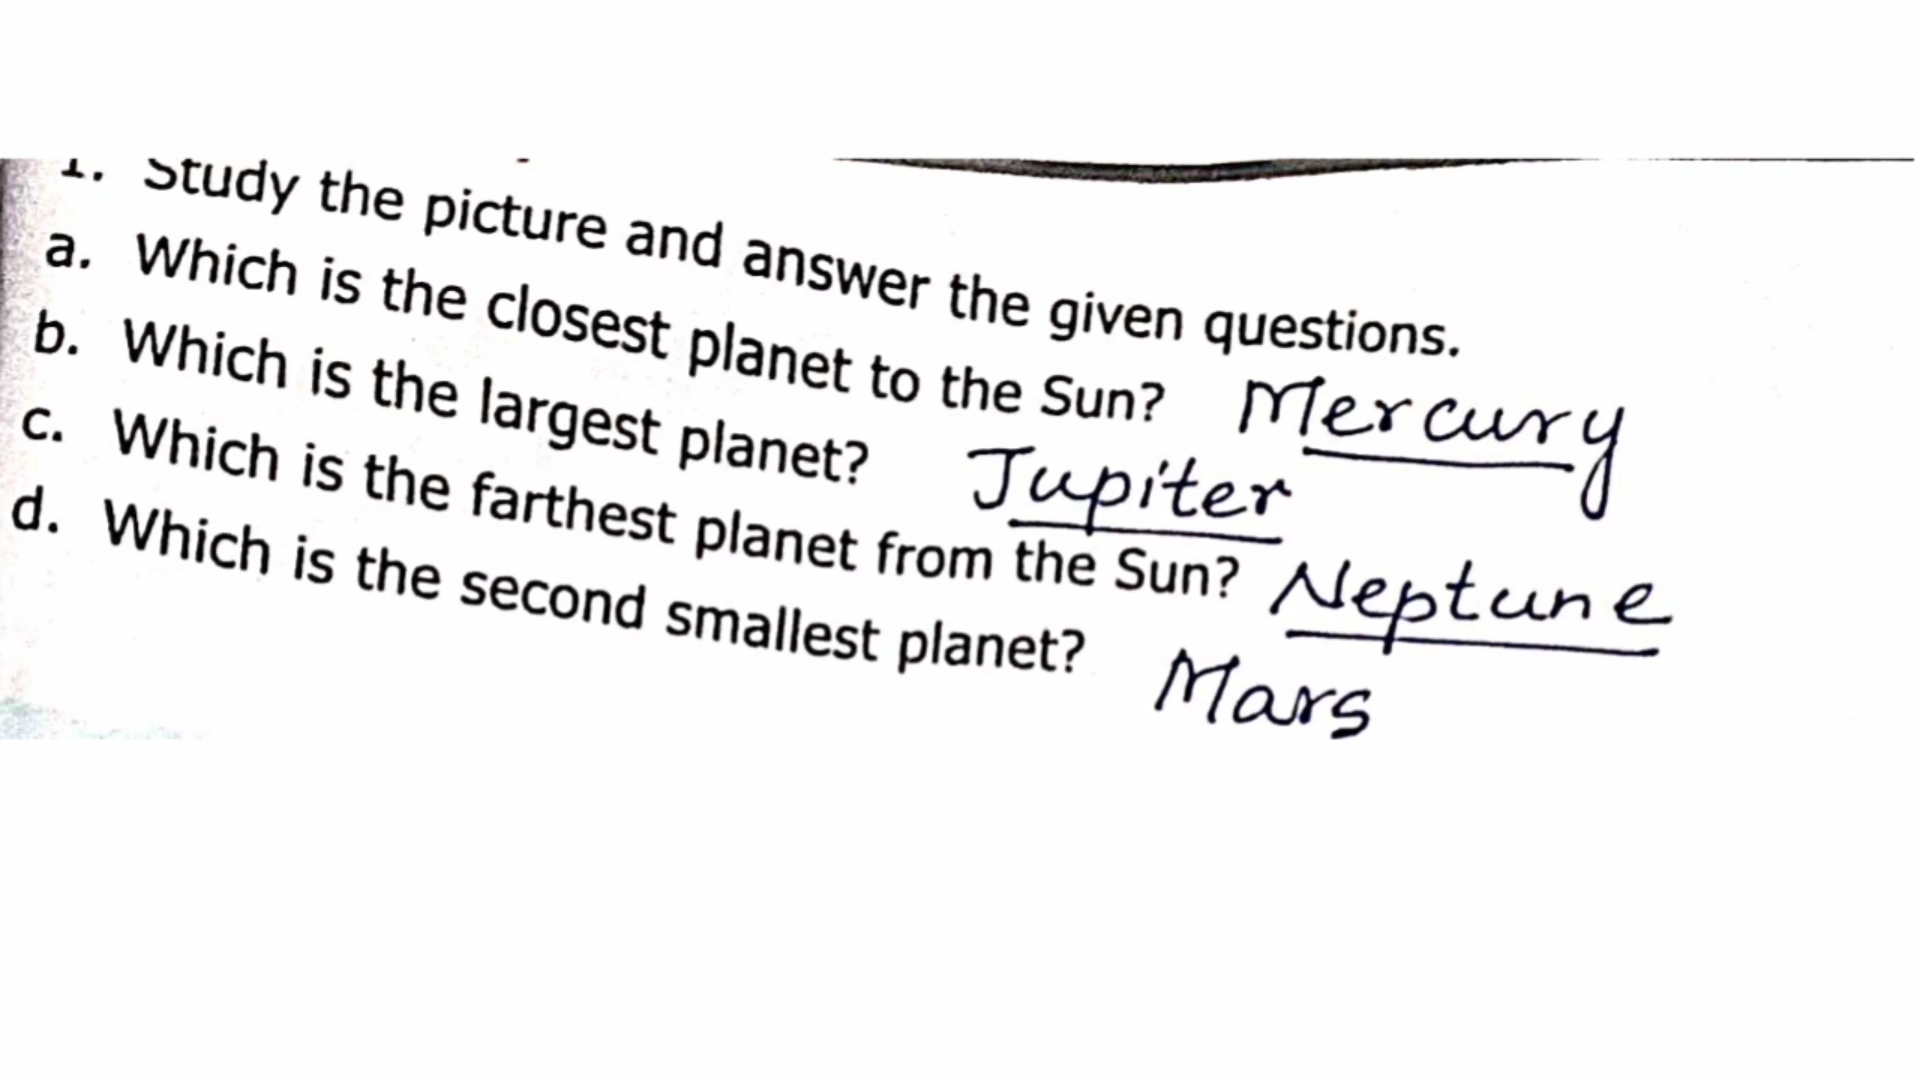 1. Study the picture and answer the given questions.
a. Which is the closest planet to the Sun? Mercury
b. Which is the largest planet? Jupiter
c. Which is the farthest planet from the Sun? Neptune
d. Which is the second smallest planet? Mars